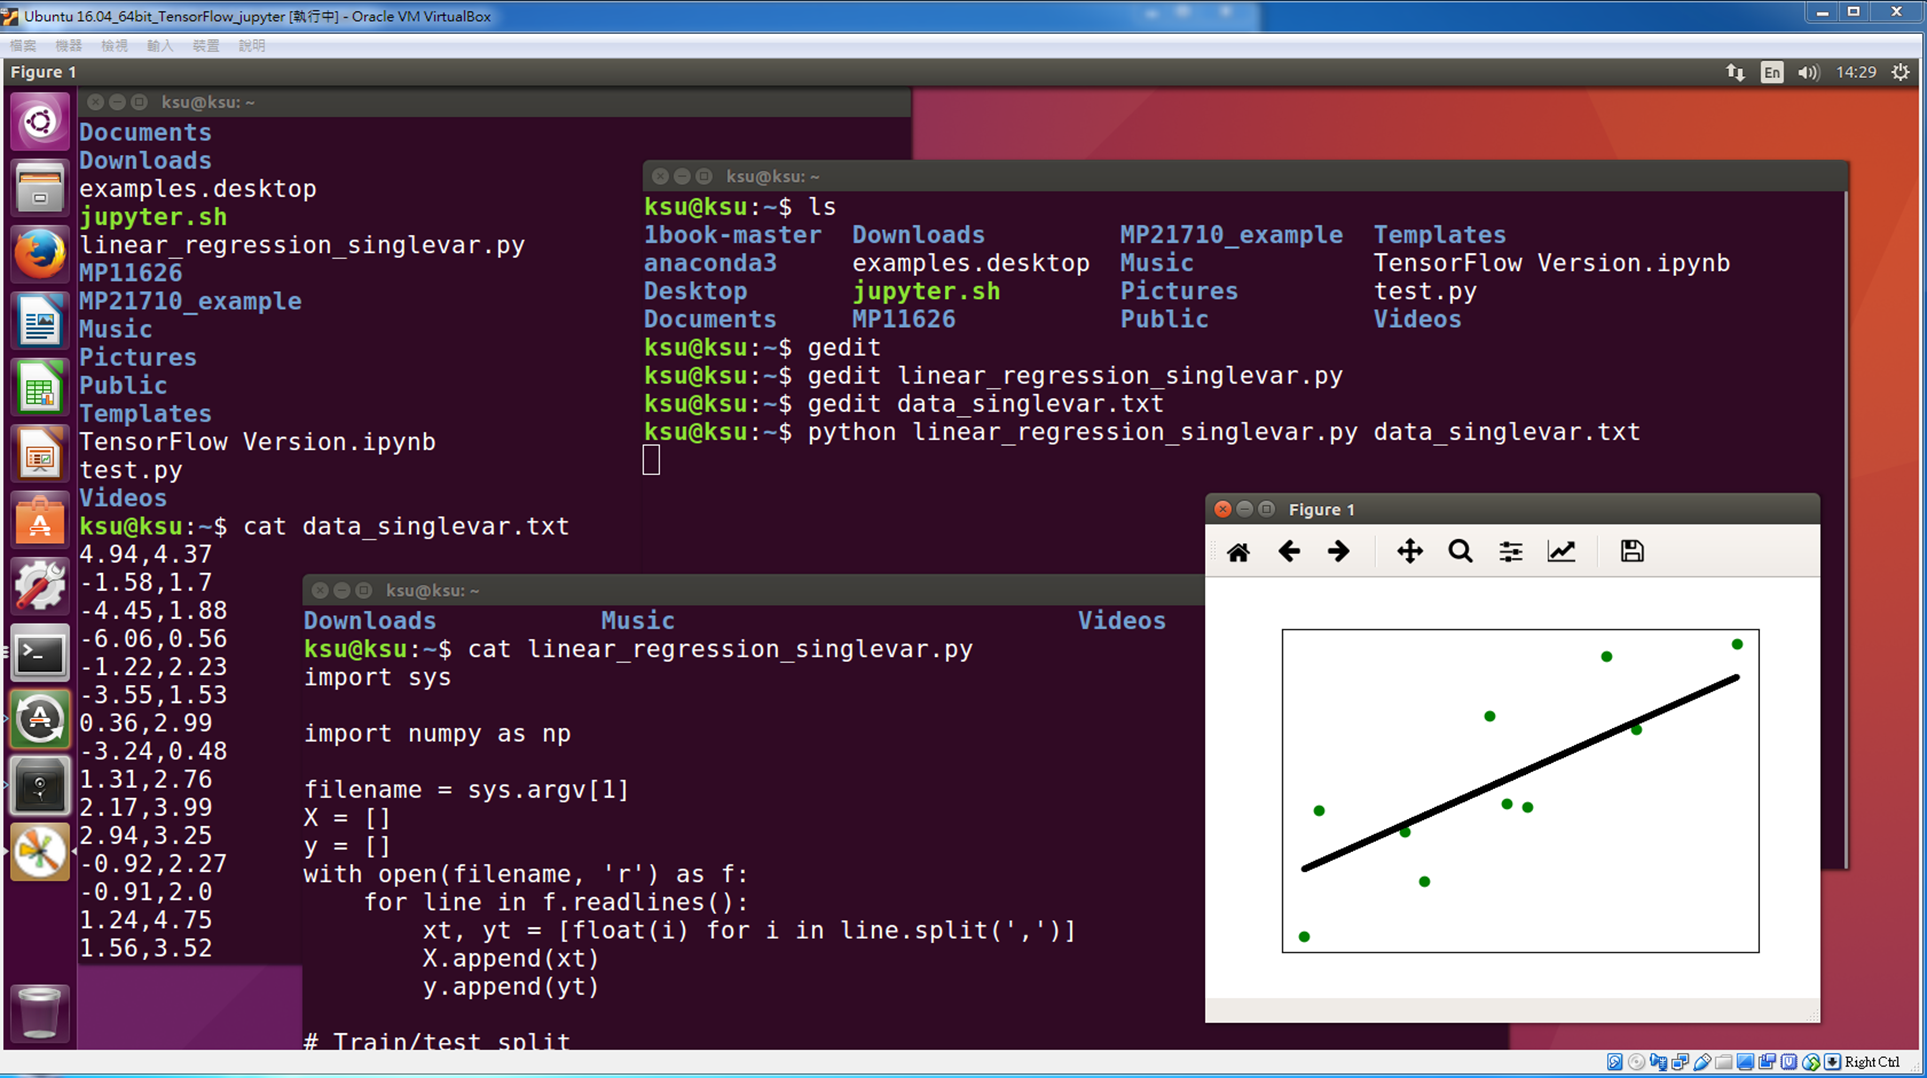 Ubuntu 16.04_64bit_TensorFlow_jupyter [執行中] - Oracle VM VirtualBox
檔案 機器 檢視 輸入 裝置 說明
Figure 1
En 14:29
ksu@ksu: ~
Documents
Downloads
examples.desktop
jupyter.sh
linear_regression_singlevar.py
MP11626
MP21710_example
Music
Pictures
Public
Templates
TensorFlow Version.ipynb
test.py
Videos
ksu@ksu:~$ cat data_singlevar.txt
4.94,4.37
-1.58,1.7
-4.45,1.88
-6.06,0.56
-1.22,2.23
-3.55,1.53
0.36,2.99
-3.24,0.48
1.31,2.76
2.17,3.99
2.94,3.25
-0.92,2.27
-0.91,2.0
1.24,4.75
1.56,3.52
ksu@ksu: ~
ksu@ksu:~$ ls
1book-master Downloads MP21710_example Templates
anaconda3 examples.desktop Music TensorFlow Version.ipynb
Desktop jupyter.sh Pictures test.py
Documents MP11626 Public Videos
ksu@ksu:~$ gedit
ksu@ksu:~$ gedit linear_regression_singlevar.py
ksu@ksu:~$ gedit data_singlevar.txt
ksu@ksu:~$ python linear_regression_singlevar.py data_singlevar.txt
ksu@ksu: ~
Downloads Music Videos
ksu@ksu:~$ cat linear_regression_singlevar.py
import sys
import numpy as np
filename = sys.argv[1]
X = []
y = []
with open(filename, 'r') as f:
    for line in f.readlines():
        xt, yt = [float(i) for i in line.split(',')]
        X.append(xt)
        y.append(yt)
# Train/test split
Figure 1
Right Ctrl